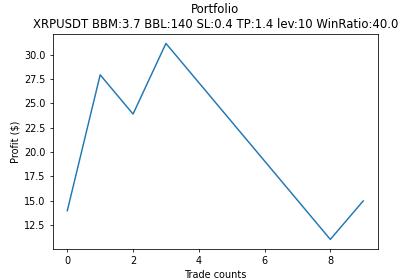 Portfolio
XRPUSDT BBM:3.7 BBL:140 SL:0.4 TP:1.4 lev:10 WinRatio:40.0
30.0
27.5
25.0
22.5
20.0
17.5
15.0
12.5
Profit ($)
0 2 4 6 8
Trade counts